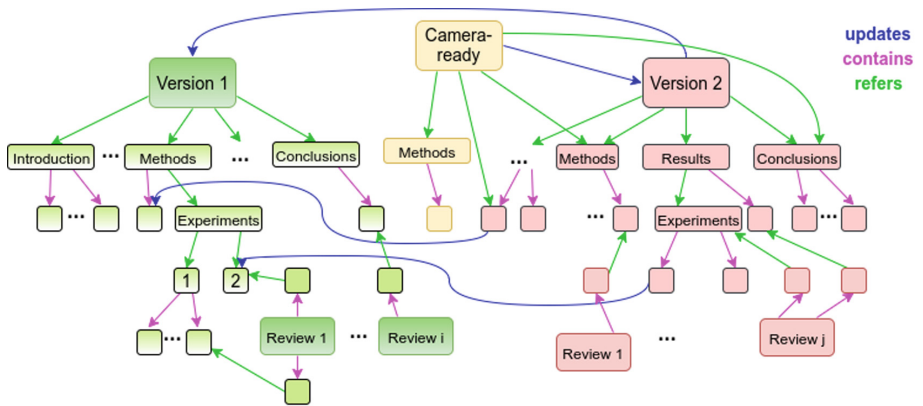 Camera-
ready
updates
contains
refers
Version 1
Version 2
Introduction
...
Methods
...
Conclusions
Methods
...
Methods
Results
Conclusions
...
Experiments
...
Experiments
...
1
2
...
Review 1
...
Review i
Review 1
...
Review j